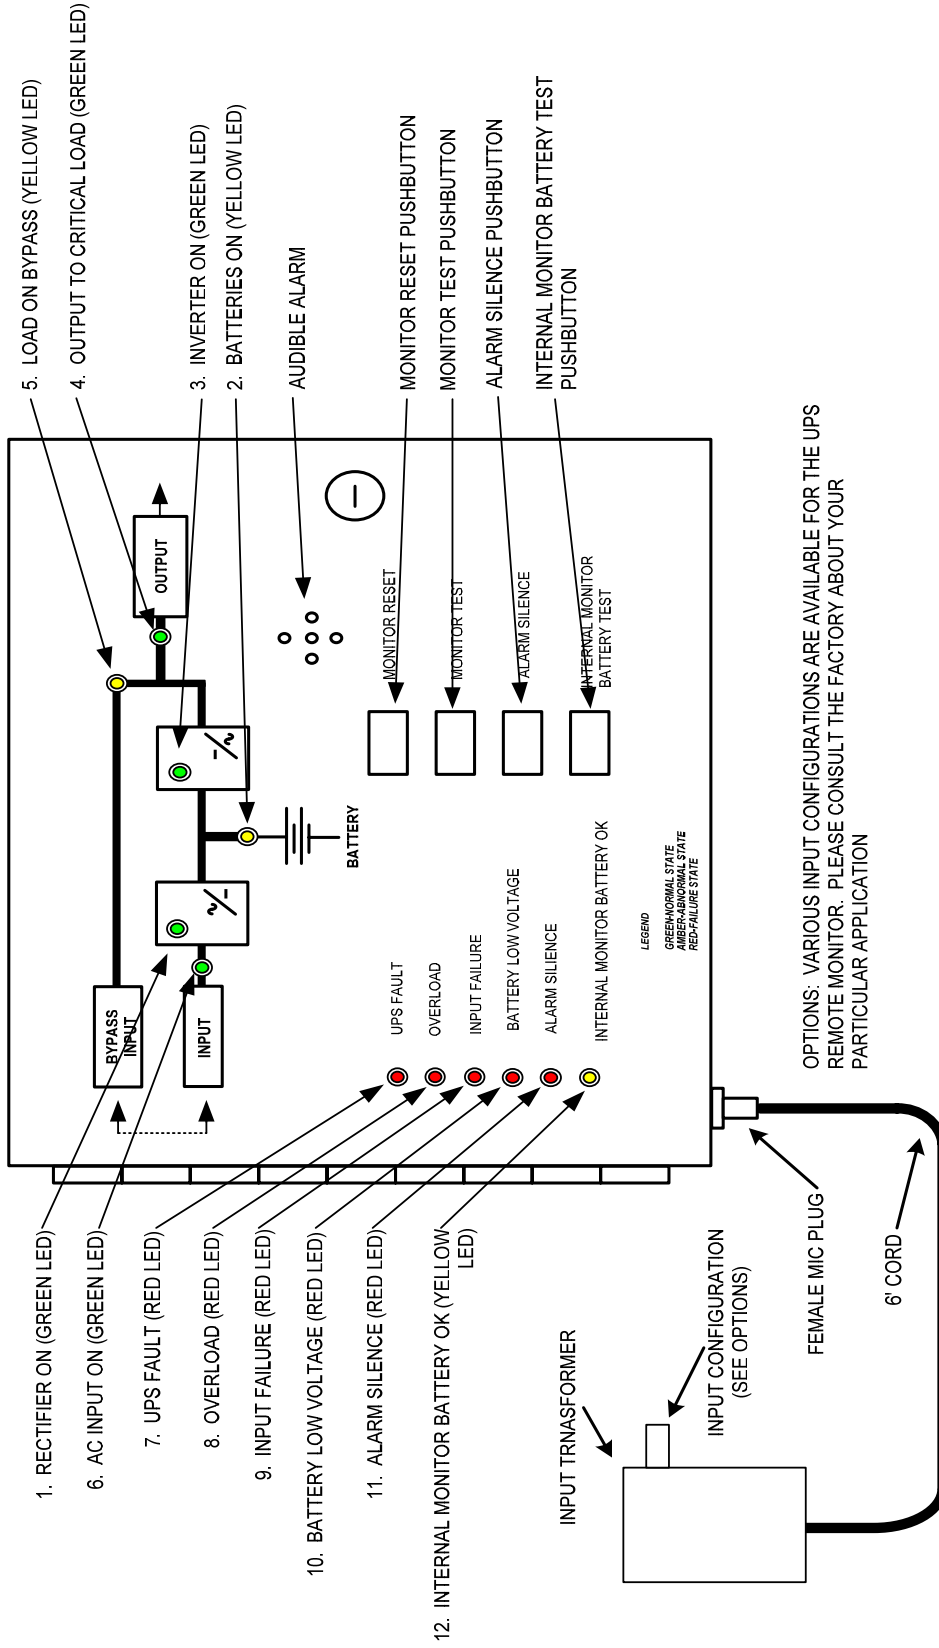 5. LOAD ON BYPASS (YELLOW LED)
4. OUTPUT TO CRITICAL LOAD (GREEN LED)
3. INVERTER ON (GREEN LED)
2. BATTERIES ON (YELLOW LED)
AUDIBLE ALARM
MONITOR RESET PUSHBUTTON
MONITOR TEST PUSHBUTTON
ALARM SILENCE PUSHBUTTON
INTERNAL MONITOR BATTERY TEST
PUSHBUTTON
OUTPUT
BATTERY
BYPASS
INPUT
INPUT
MONITOR RESET
MONITOR TEST
ALARM SILENCE
INTERNAL MONITOR
BATTERY TEST
UPS FAULT
OVERLOAD
INPUT FAILURE
BATTERY LOW VOLTAGE
ALARM SILIENCE
INTERNAL MONITOR BATTERY OK
LEGEND
GREEN-NORMAL STATE
AMBER-ABNORMAL STATE
RED-FAILURE STATE
1. RECTIFIER ON (GREEN LED)
6. AC INPUT ON (GREEN LED)
7. UPS FAULT (RED LED)
8. OVERLOAD (RED LED)
9. INPUT FAILURE (RED LED)
10. BATTERY LOW VOLTAGE (RED LED)
11. ALARM SILENCE (RED LED)
12. INTERNAL MONITOR BATTERY OK (YELLOW
LED)
INPUT TRNASFORMER
INPUT CONFIGURATION
(SEE OPTIONS)
FEMALE MIC PLUG
6' CORD
OPTIONS: VARIOUS INPUT CONFIGURATIONS ARE AVAILABLE FOR THE UPS
REMOTE MONITOR. PLEASE CONSULT THE FACTORY ABOUT YOUR
PARTICULAR APPLICATION